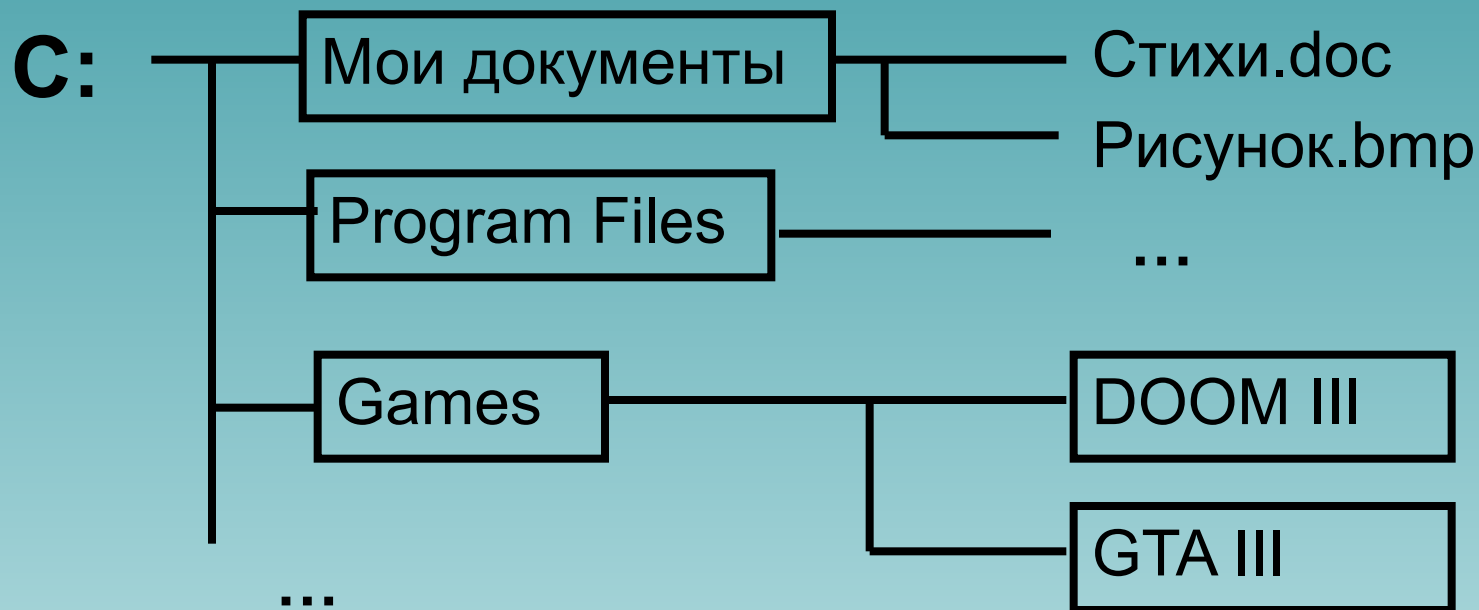 C:
Мои документы
Стихи.doc
Рисунок.bmp
Program Files
...
Games
DOOM III
GTA III
...